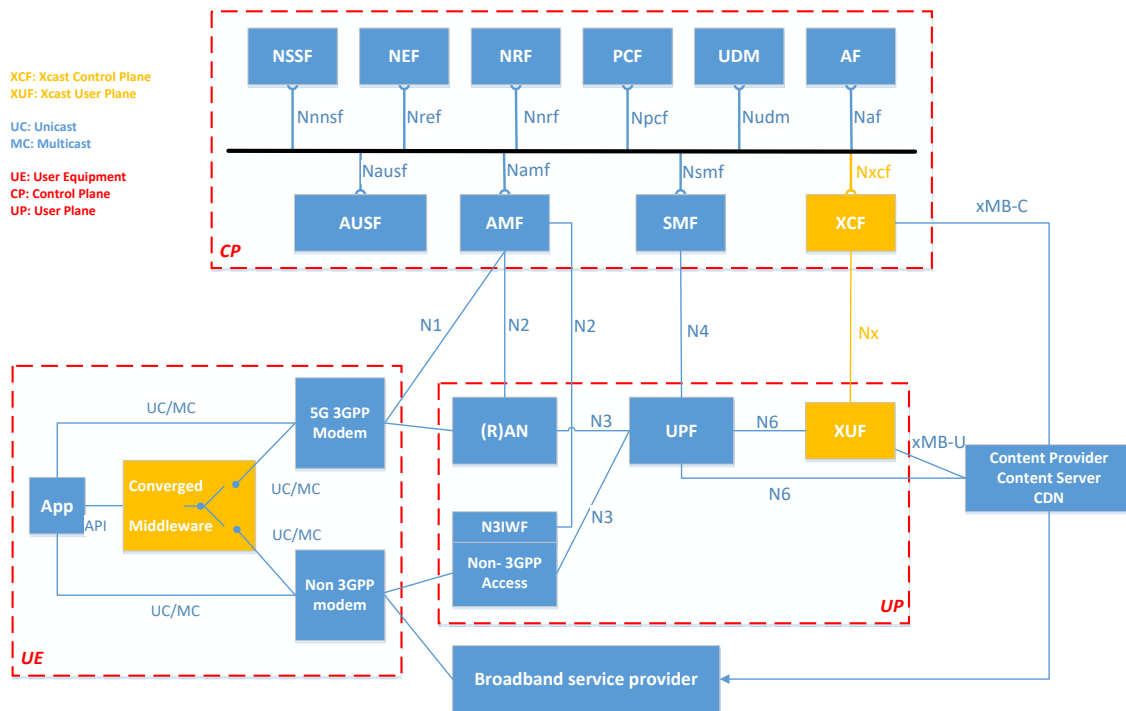 NSSF
NEF
NRF
PCF
UDM
AF
XCF: Xcast Control Plane
XUF: Xcast User Plane
UC: Unicast
MC: Multicast
UE: User Equipment
CP: Control Plane
UP: User Plane
Nnnsf
Nref
Nnrf
Npcf
Nudm
Naf
Nausf
Namf
Nsmf
Nxcf
AUSF
AMF
SMF
XCF
xMB-C
CP
N1
N2
N2
N4
Nx
UC/MC
5G 3GPP
Modem
(R)AN
N3
UPF
N6
XUF
xMB-U
Content Provider
Content Server
CDN
Converged
Middleware
UC/MC
App
API
UC/MC
N3IWF
N3
N6
Non- 3GPP
Access
Non 3GPP
modem
UC/MC
UP
UE
Broadband service provider